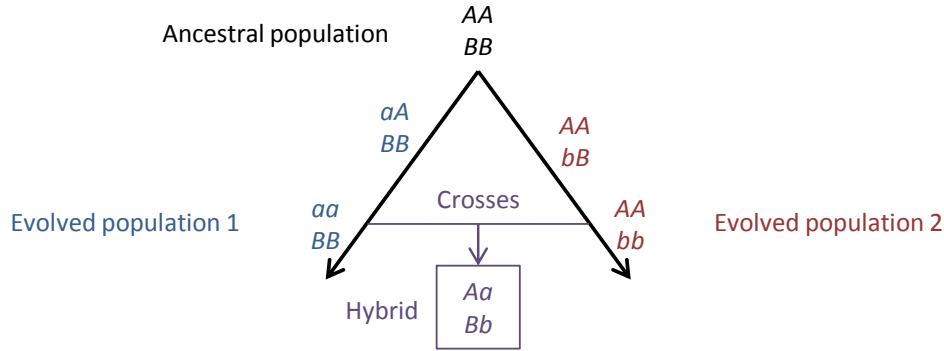 AA
Ancestral population
BB
aA
BB
AA
bB
Crosses
aa
BB
Evolved population 1
AA
bb
Evolved population 2
Hybrid
Aa
Bb